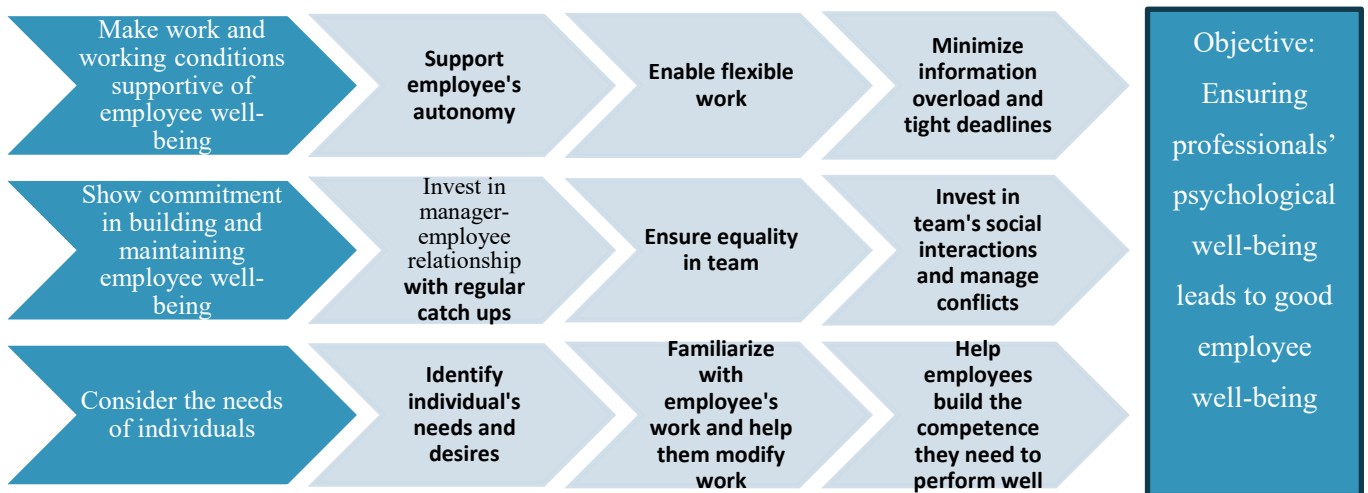 Make work and
working conditions
supportive of
employee well-
being
Support
employee's
autonomy
Enable flexible
work
Minimize
information
overload and
tight deadlines
Show commitment
in building and
maintaining
employee well-
being
Invest in
manager-
employee
relationship
with regular
catch ups
Ensure equality
in team
Invest in
team's social
interactions
and manage
conflicts
Consider the needs
of individuals
Identify
individual's
needs and
desires
Familiarize
with
employee's
work and help
them modify
work
Help
employees
build the
competence
they need to
perform well
Objective:
Ensuring
professionals’
psychological
well-being
leads to good
employee
well-being